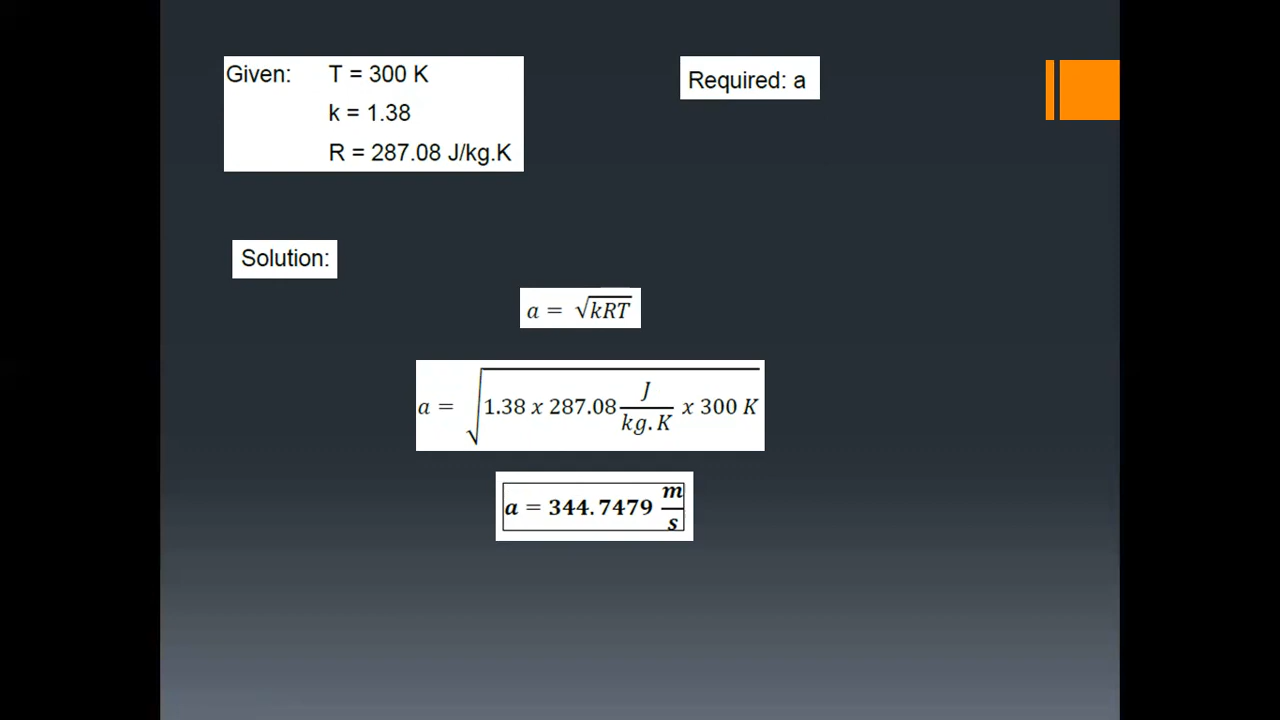 Given: T = 300 K
k = 1.38
R = 287.08 J/kg.K
Required: a
Solution:
a = √kRT
a = √1.38 x 287.08 J/kg.K x 300 K
a = 344.7479 m/s